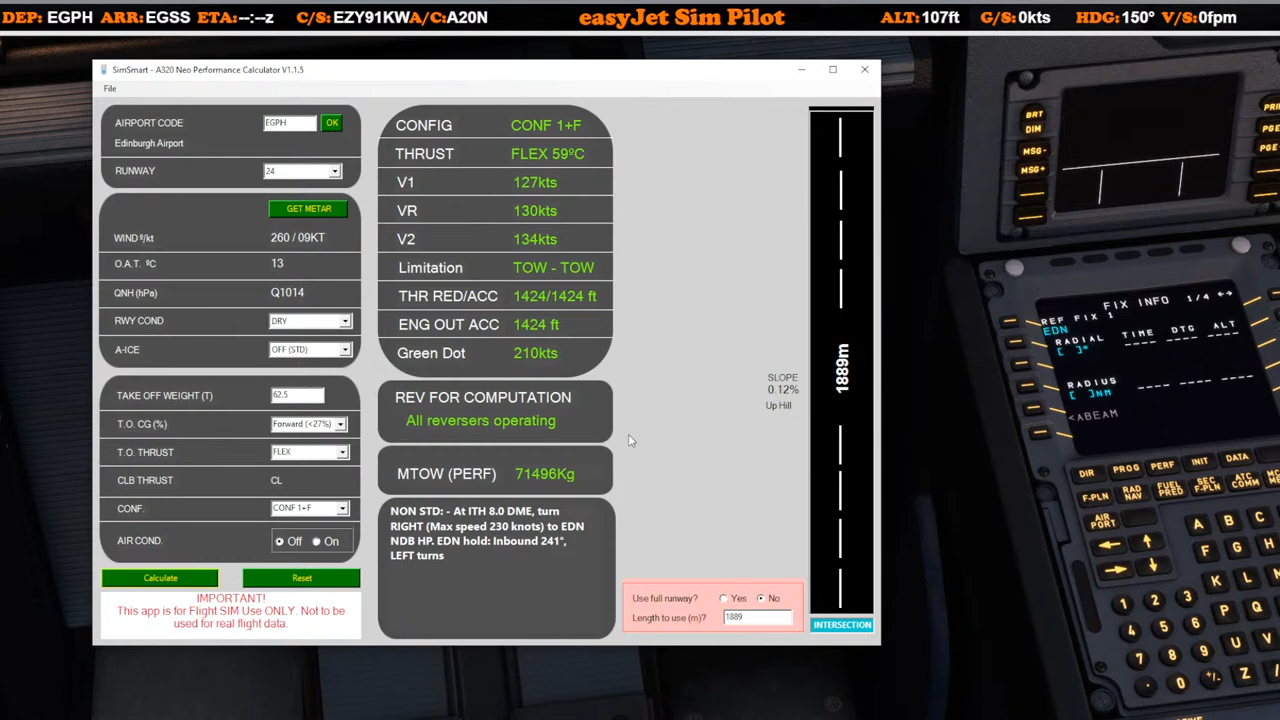 DEP: EGPH ARR: EGSS ETA: --:--z C/S: EZY91KW A/C: A20N easyJet Sim Pilot ALT: 107ft G/S: 0kts HDG: 150° V/S: 0fpm
SimSmart - A320 Neo Performance Calculator V1.1.5
File
AIRPORT CODE EGPH OK
Edinburgh Airport
RUNWAY 24
GET METAR
WIND º/kt 260 / 09KT
O.A.T. ºC 13
QNH (hPa) Q1014
RWY COND DRY
A-ICE OFF (STD)
TAKE OFF WEIGHT (T) 62.5
T.O. CG (%) Forward (<27%)
T.O. THRUST FLEX
CLB THRUST CL
CONF. CONF 1+F
AIR COND. Off On
Calculate Reset
IMPORTANT!
This app is for Flight SIM Use ONLY. Not to be
used for real flight data.
CONFIG CONF 1+F
THRUST FLEX 59ºC
V1 127kts
VR 130kts
V2 134kts
Limitation TOW - TOW
THR RED/ACC 1424/1424 ft
ENG OUT ACC 1424 ft
Green Dot 210kts
REV FOR COMPUTATION
All reversers operating
MTOW (PERF) 71496Kg
NON STD: - At ITH 8.0 DME, turn
RIGHT (Max speed 230 knots) to EDN
NDB HP. EDN hold: Inbound 241°,
LEFT turns
SLOPE
0.12%
Up Hill
1889m
Use full runway? Yes No
Length to use (m)? 1889
INTERSECTION
BRT
DIM
MSG-
MSG+
PGE
PGE
FIX INFO 1/4 ←→
REF FIX 1
EDN
RADIAL TIME DTG ALT
[ ]° ---- ---- ----
RADIUS
[ ]NM ---- ---- ----
<ABEAM
DIR PROG PERF INIT DATA
F-PLN RAD NAV FUEL PRED SEC F-PLN ATC COMM
AIR PORT
A B C
F G H
K L
P Q
U V
Z
← ↑
→ ↓
1 2 3
4 5 6
7 8 9
. 0 +/-